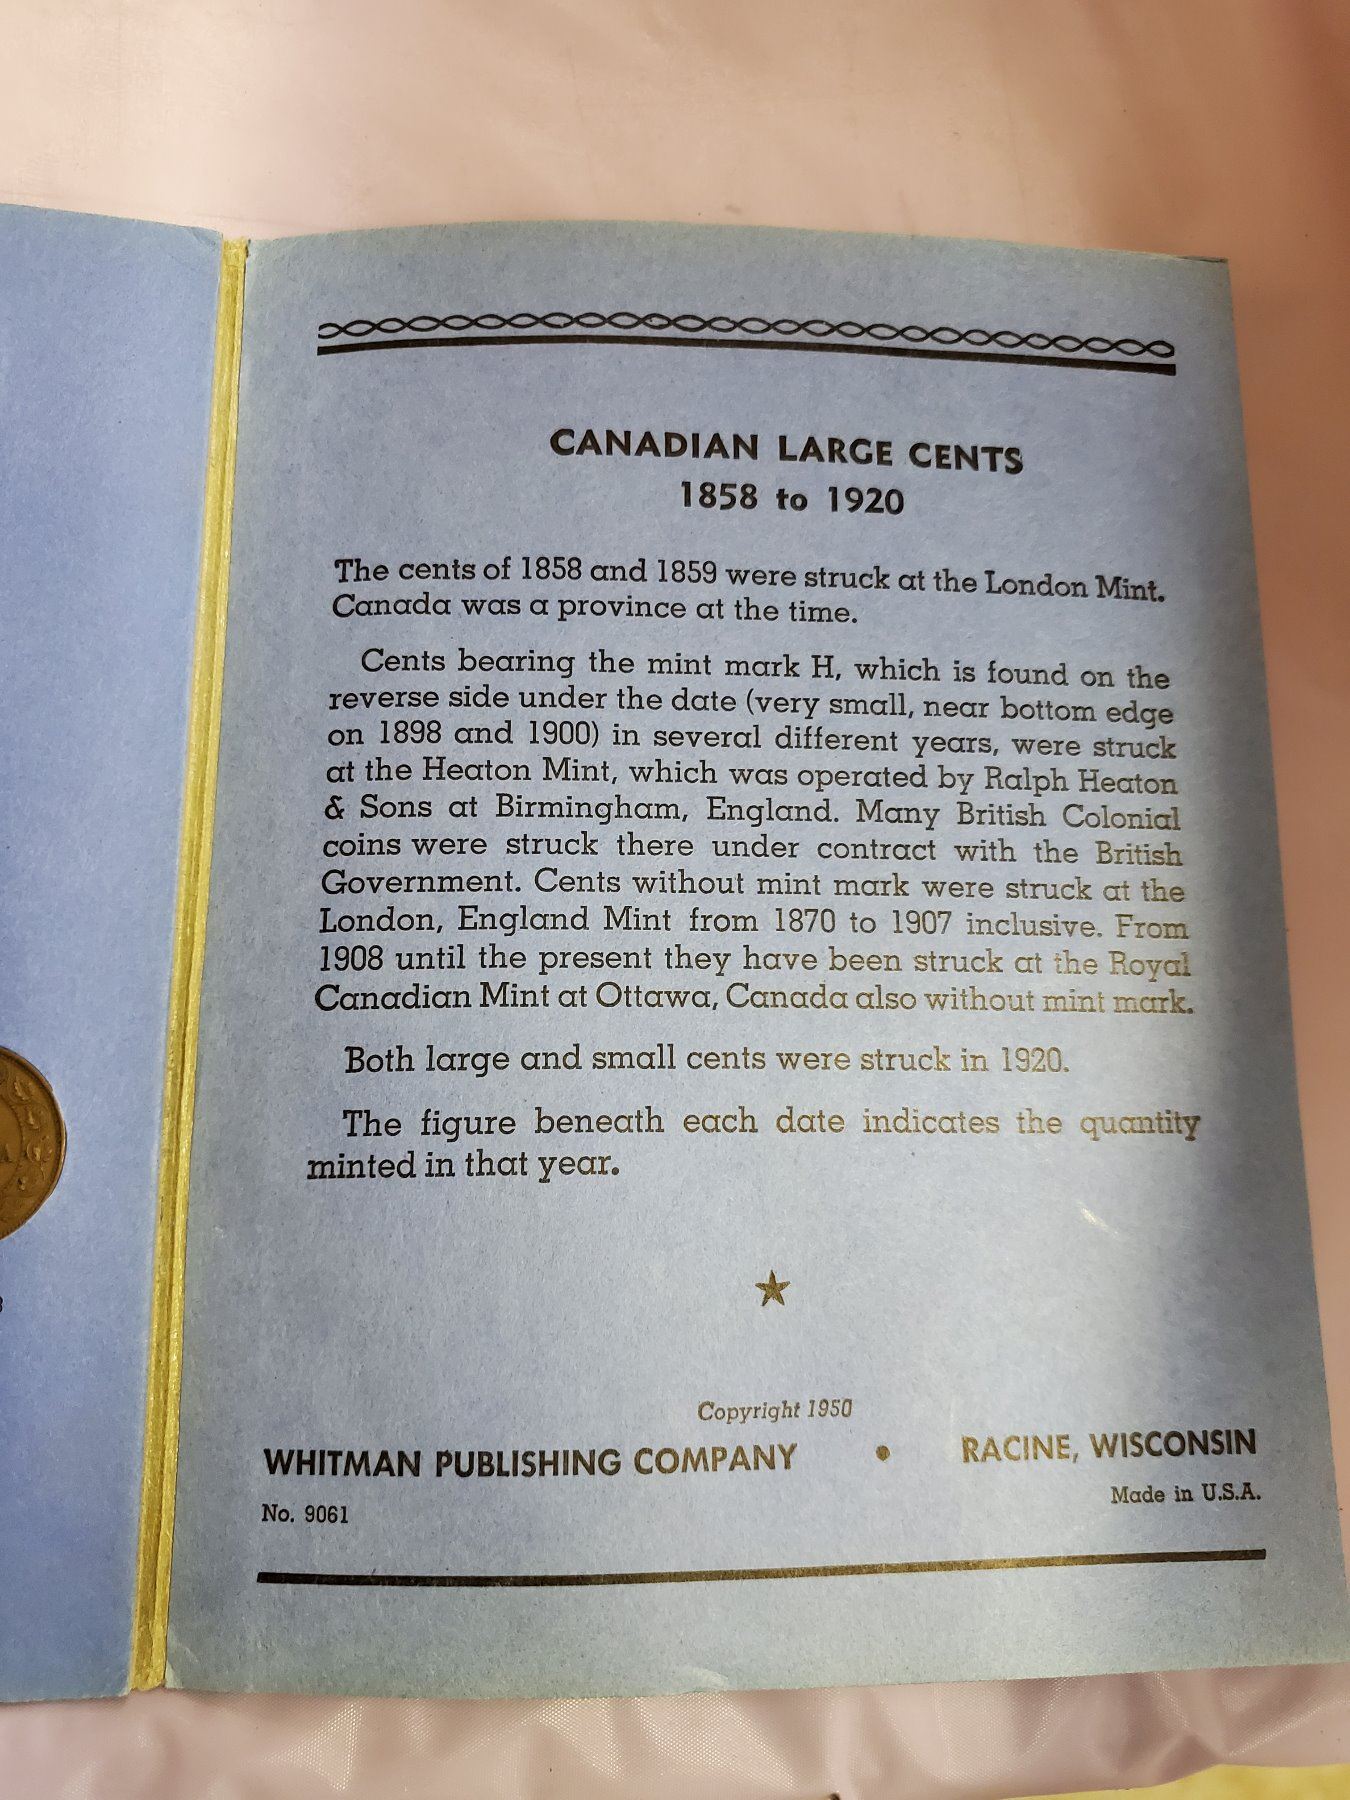 CANADIAN LARGE CENTS
1858 to 1920
The cents of 1858 and 1859 were struck at the London Mint.
Canada was a province at the time.
Cents bearing the mint mark H, which is found on the
reverse side under the date (very small, near bottom edge
on 1898 and 1900) in several different years, were struck
at the Heaton Mint, which was operated by Ralph Heaton
& Sons at Birmingham, England. Many British Colonial
coins were struck there under contract with the British
Government. Cents without mint mark were struck at the
London, England Mint from 1870 to 1907 inclusive. From
1908 until the present they have been struck at the Royal
Canadian Mint at Ottawa, Canada also without mint mark.
Both large and small cents were struck in 1920.
The figure beneath each date indicates the quantity
minted in that year.
Copyright 1950
WHITMAN PUBLISHING COMPANY • RACINE, WISCONSIN
No. 9061 Made in U.S.A.